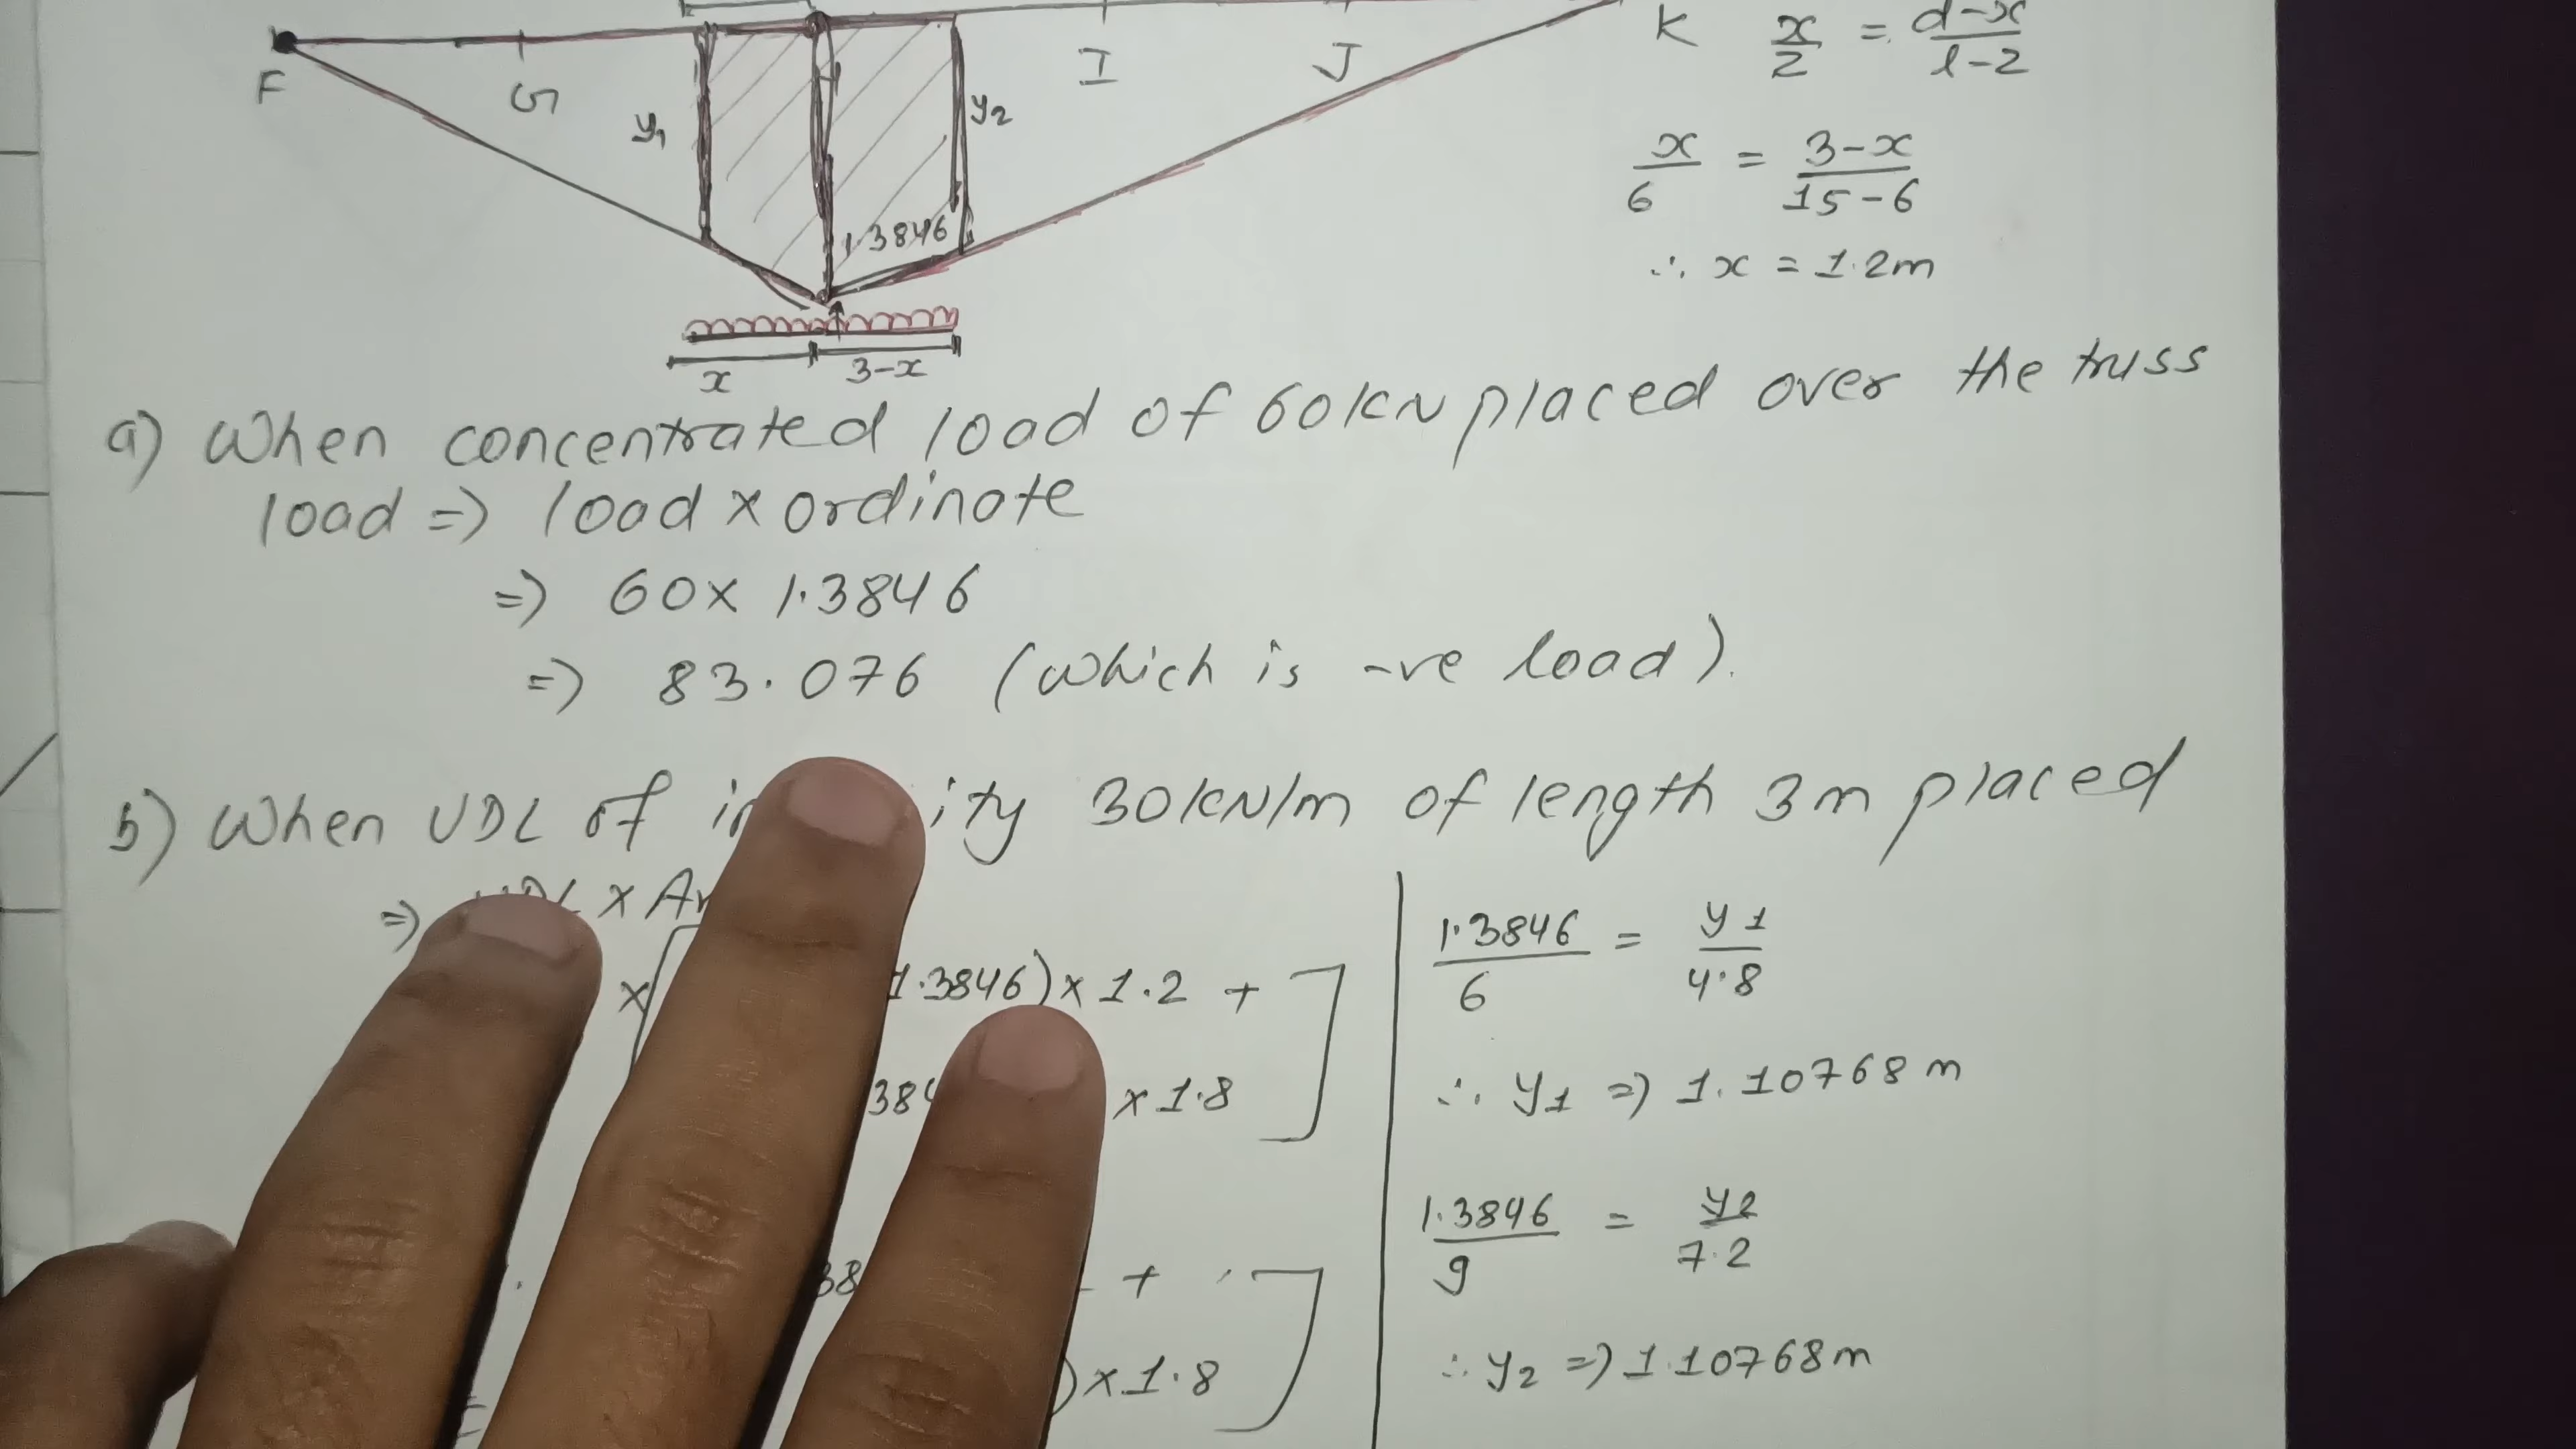 F G y₁ 1.3846 y₂ I J K
x/2 = d-x/l-2
x/6 = 3-x/15-6
∴ x = 1.2m
x 3-x
a) When concentrated load of 60kN placed over the truss
load => load x ordinate
=> 60 x 1.3846
=> 83.076 (which is -ve load).
b) When UDL of 30kN/m of length 3m placed
=> x
x [ 1.3846) x 1.2 +
x 1.8 ]
+
) x 1.8 ]
1.3846/6 = y1/4.8
∴ y1 => 1.10768 m
1.3846/9 = y2/7.2
∴ y2 => 1.10768m